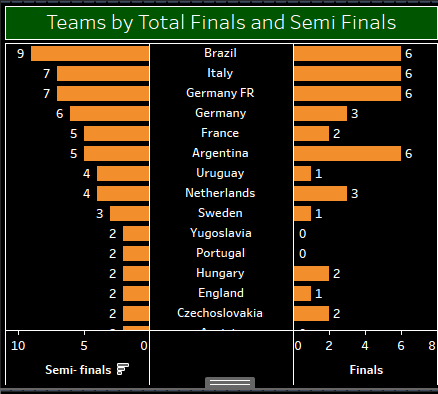 Teams by Total Finals and Semi Finals
9 Brazil 6
7 Italy 6
7 Germany FR 6
6 Germany 3
5 France 2
5 Argentina 6
4 Uruguay 1
4 Netherlands 3
3 Sweden 1
2 Yugoslavia 0
2 Portugal 0
2 Hungary 2
2 England 1
2 Czechoslovakia 2
10 5 0 0 2 4 6 8
Semi- finals Finals